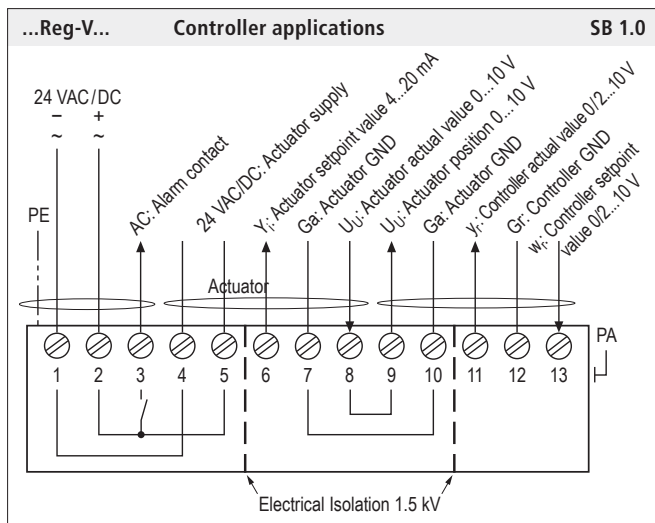 ...Reg-V... Controller applications SB 1.0
24 VAC/DC
− +
~ ~
PE
AC: Alarm contact
24 VAC/DC: Actuator supply
Yᵢ: Actuator setpoint value 4...20 mA
Ga: Actuator GND
Uᵤ: Actuator actual value 0...10 V
Uᵤ: Actuator position 0...10 V
Ga: Actuator GND
yᵣ: Controller actual value 0/2...10 V
Gr: Controller GND
wᵣ: Controller setpoint
value 0/2...10 V
Actuator
PA
1 2 3 4 5 6 7 8 9 10 11 12 13
Electrical Isolation 1.5 kV